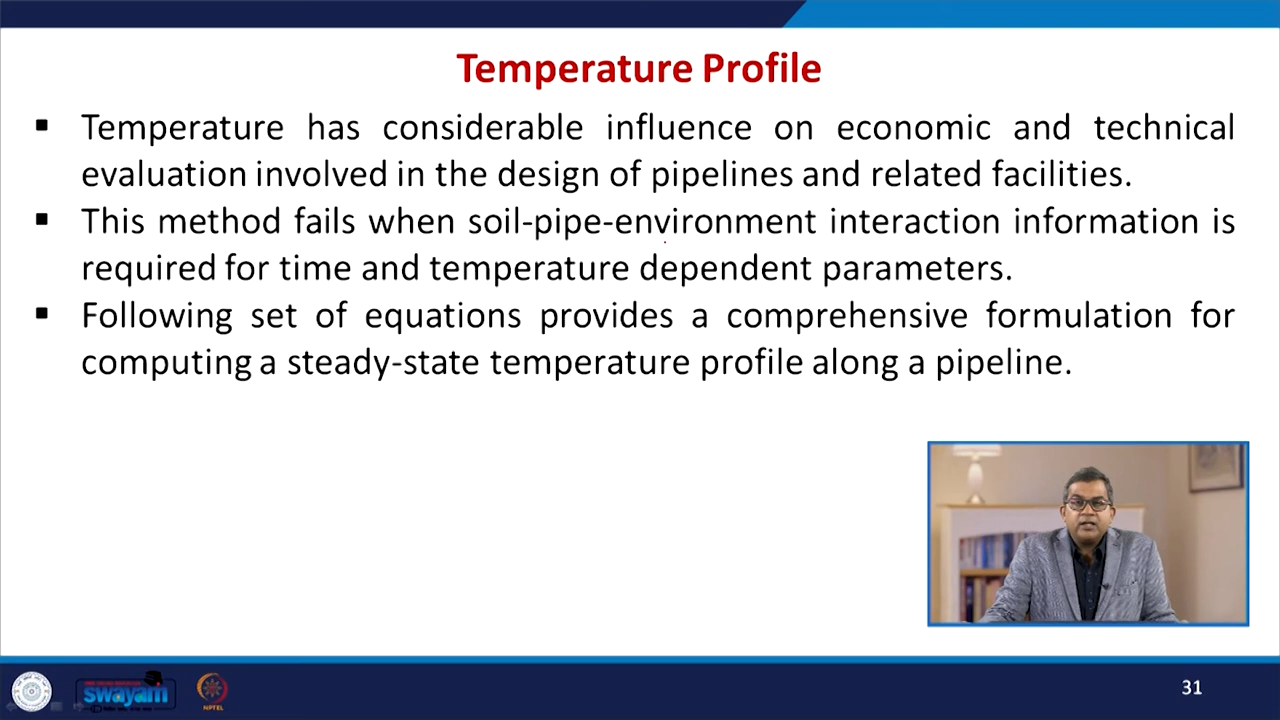 Temperature Profile
▪ Temperature has considerable influence on economic and technical
evaluation involved in the design of pipelines and related facilities.
▪ This method fails when soil-pipe-environment interaction information is
required for time and temperature dependent parameters.
▪ Following set of equations provides a comprehensive formulation for
computing a steady-state temperature profile along a pipeline.
swayam
NPTEL
31